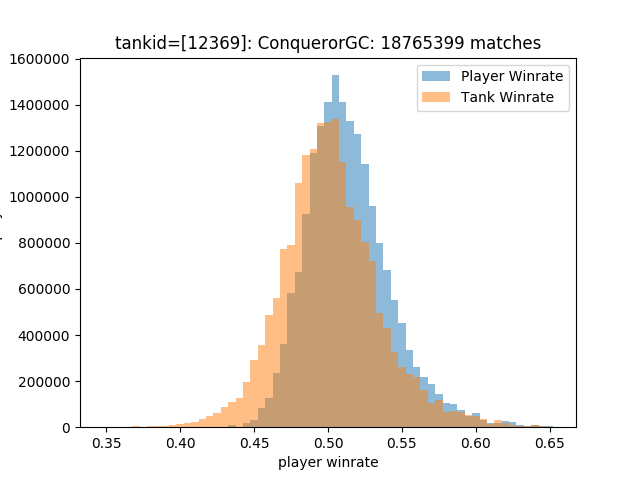 tankid=[12369]: ConquerorGC: 18765399 matches
Player Winrate
Tank Winrate
1600000
1400000
1200000
1000000
800000
600000
400000
200000
0
0.35 0.40 0.45 0.50 0.55 0.60 0.65
player winrate